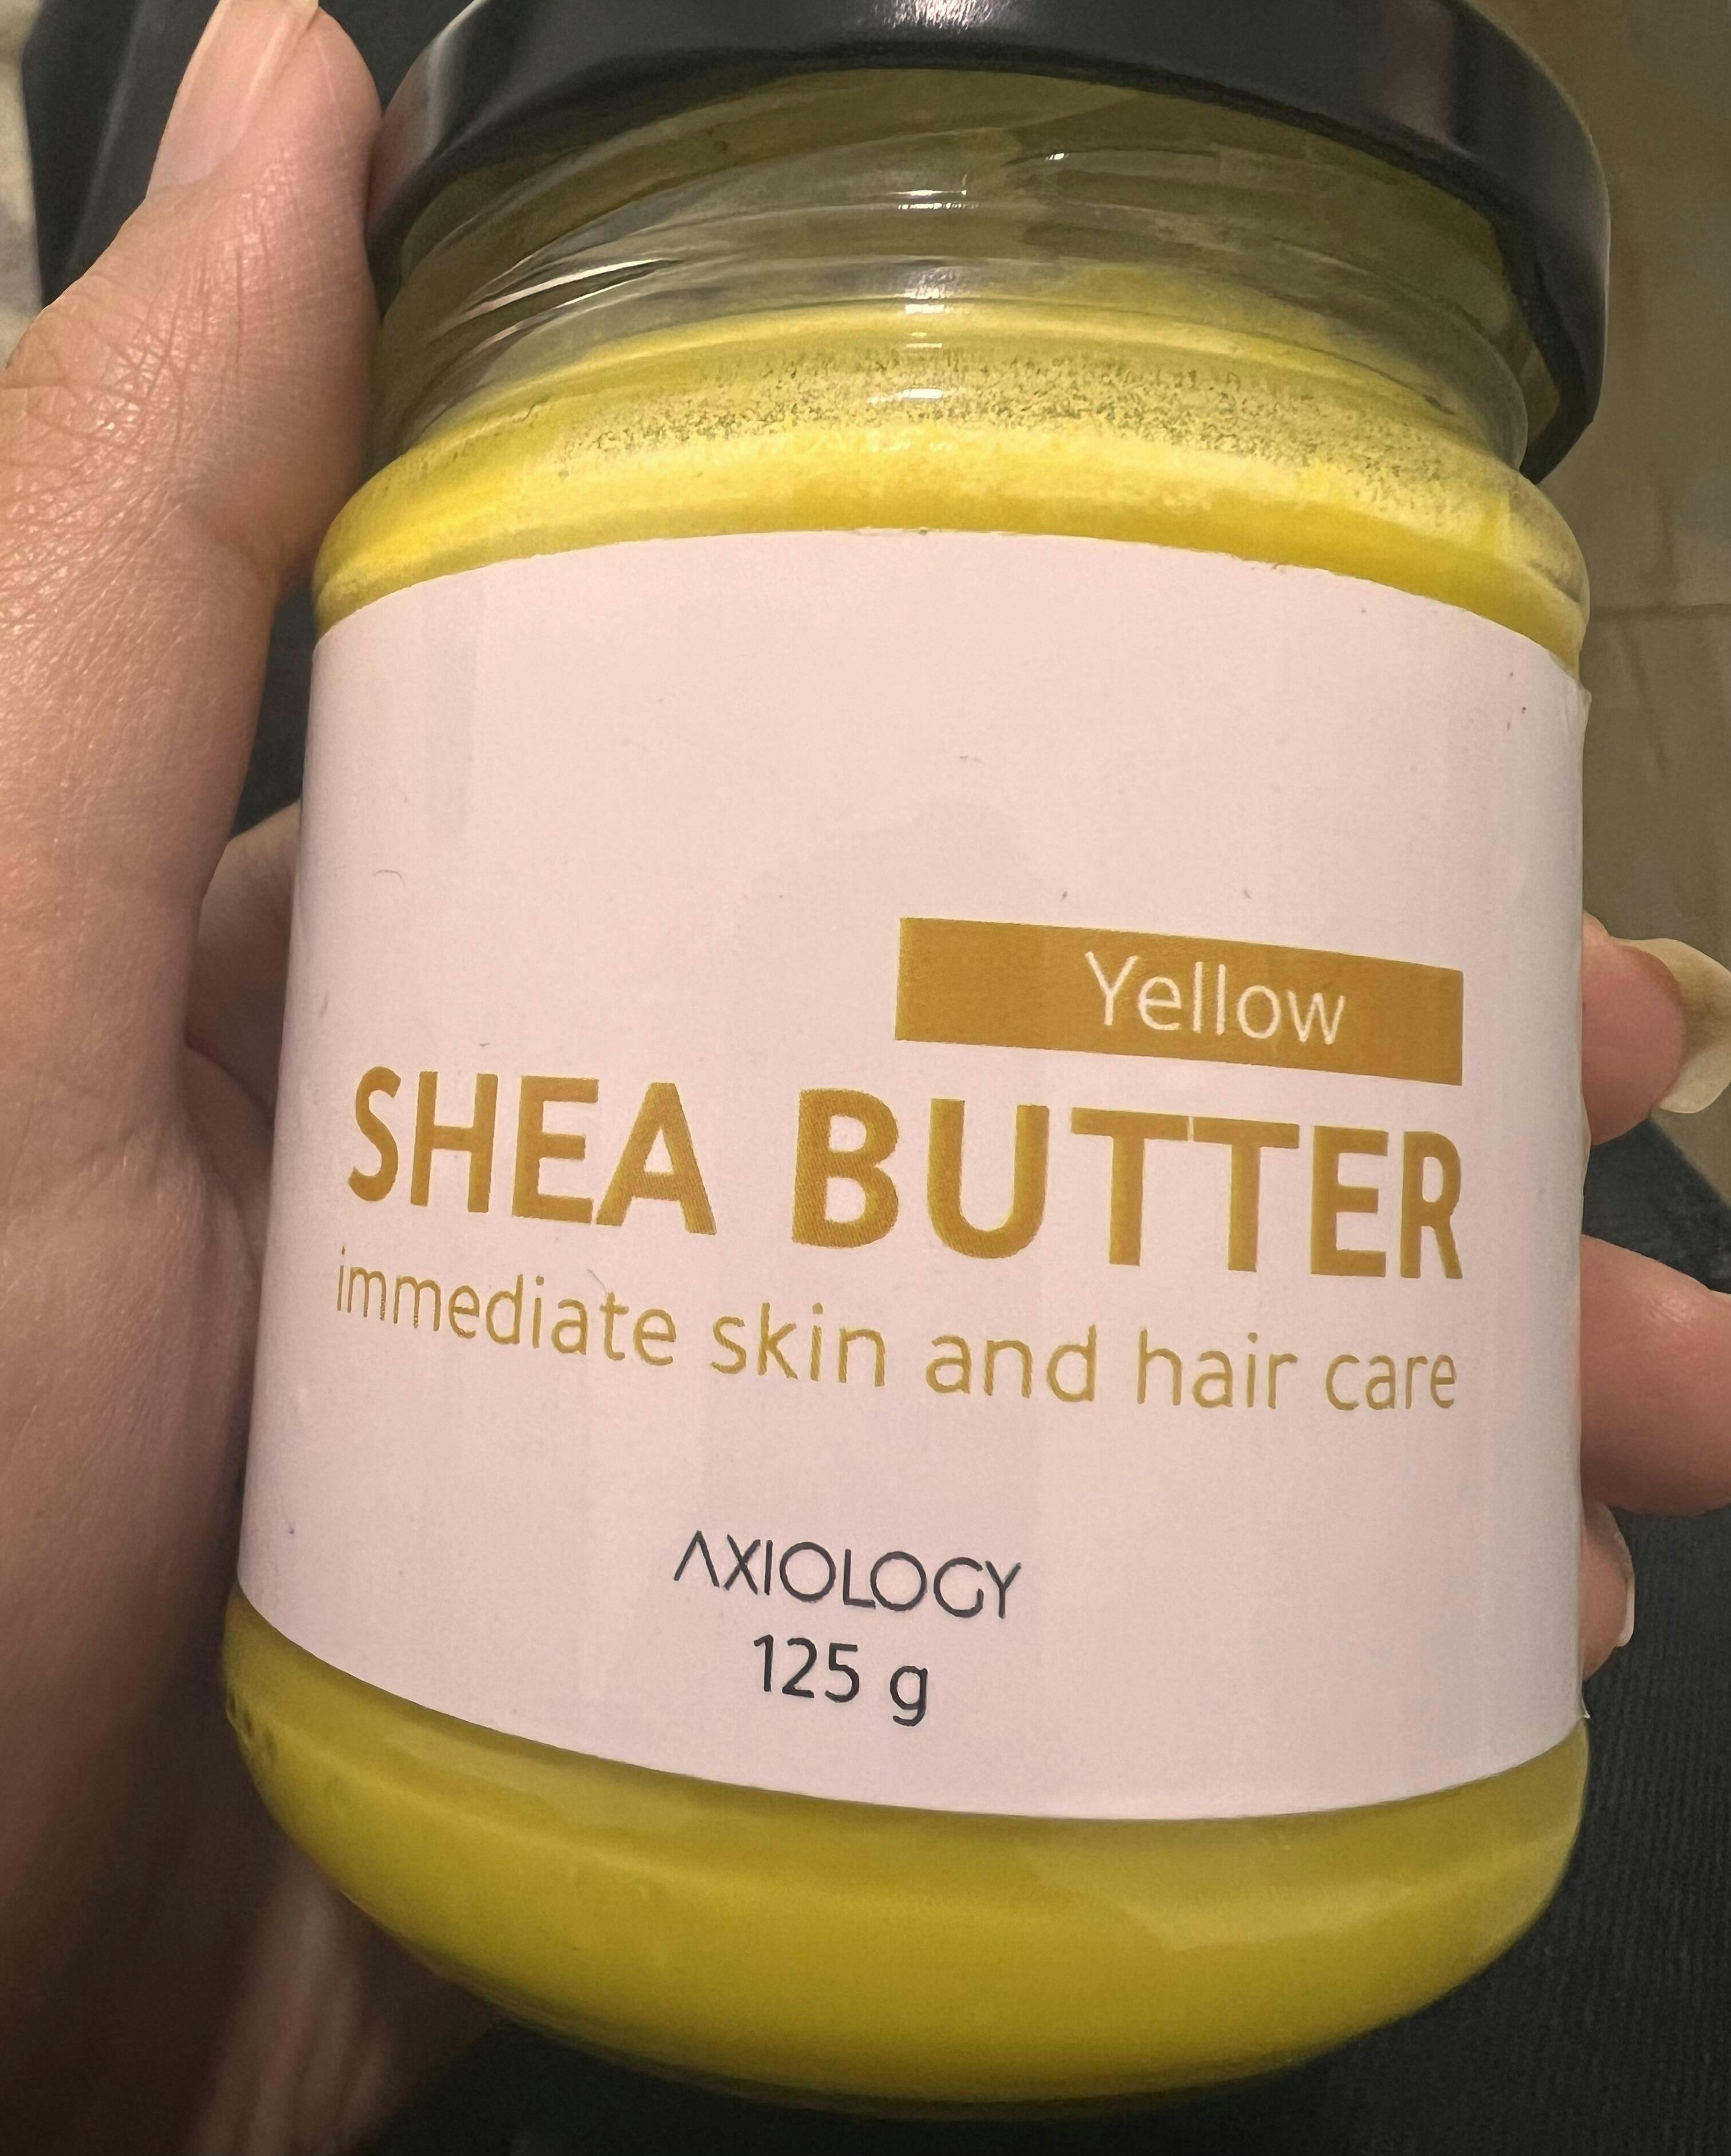 Yellow
SHEA BUTTER
immediate skin and hair care
AXIOLOGY
125 g